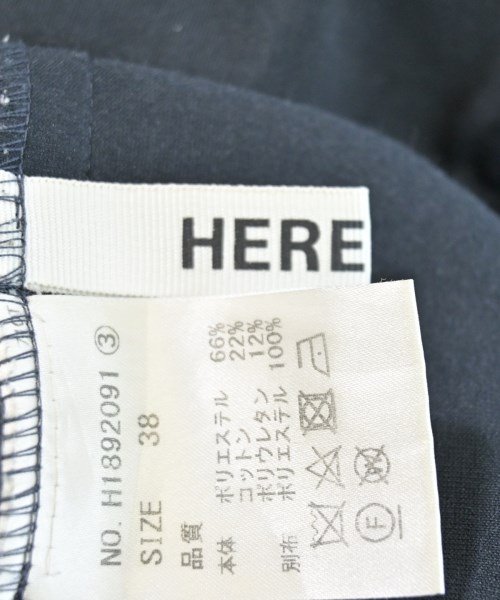 HERE
NO. H1892091 ③
SIZE 38
品質
本体 ポリエステル 66%
コットン 22%
ポリウレタン 12%
別布 ポリエステル 100%
F